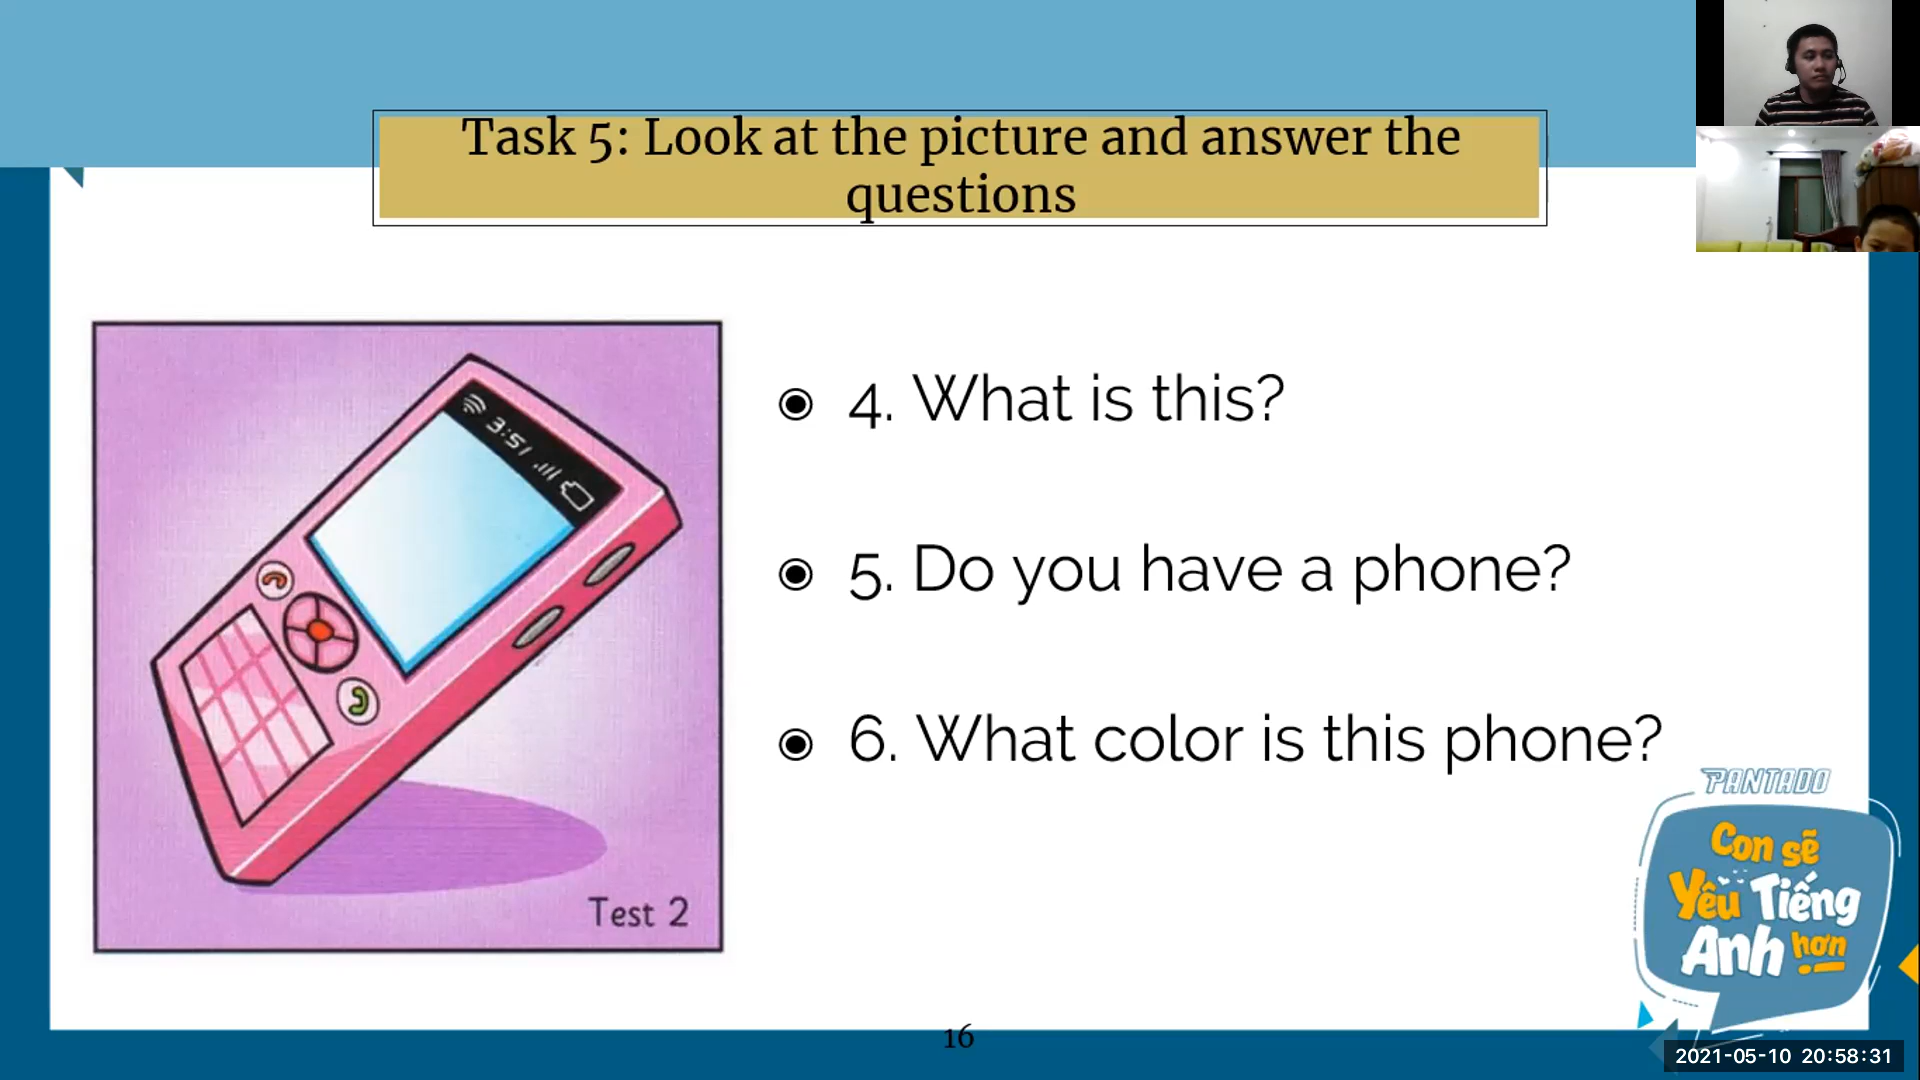 Task 5: Look at the picture and answer the
questions
3:51
4. What is this?
5. Do you have a phone?
6. What color is this phone?
Test 2
PANTADO
Con sẽ
Yêu Tiếng
Anh hơn
16
2021-05-10 20:58:31